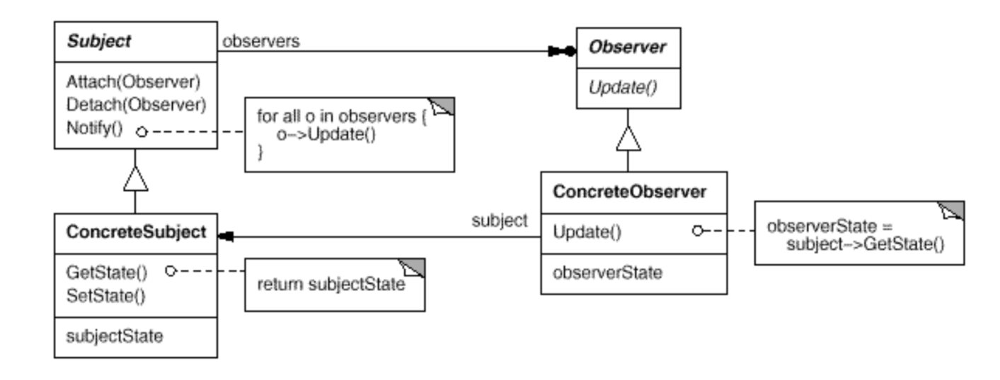 Subject
Attach(Observer)
Detach(Observer)
Notify()
observers
for all o in observers {
o–>Update()
}
Observer
Update()
ConcreteSubject
GetState()
SetState()
subjectState
return subjectState
subject
ConcreteObserver
Update()
observerState
observerState =
subject–>GetState()